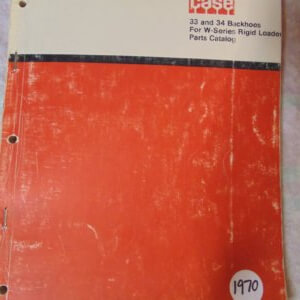 case
33 and 34 Backhoes
For W-Series Rigid Loader
Parts Catalog
1970